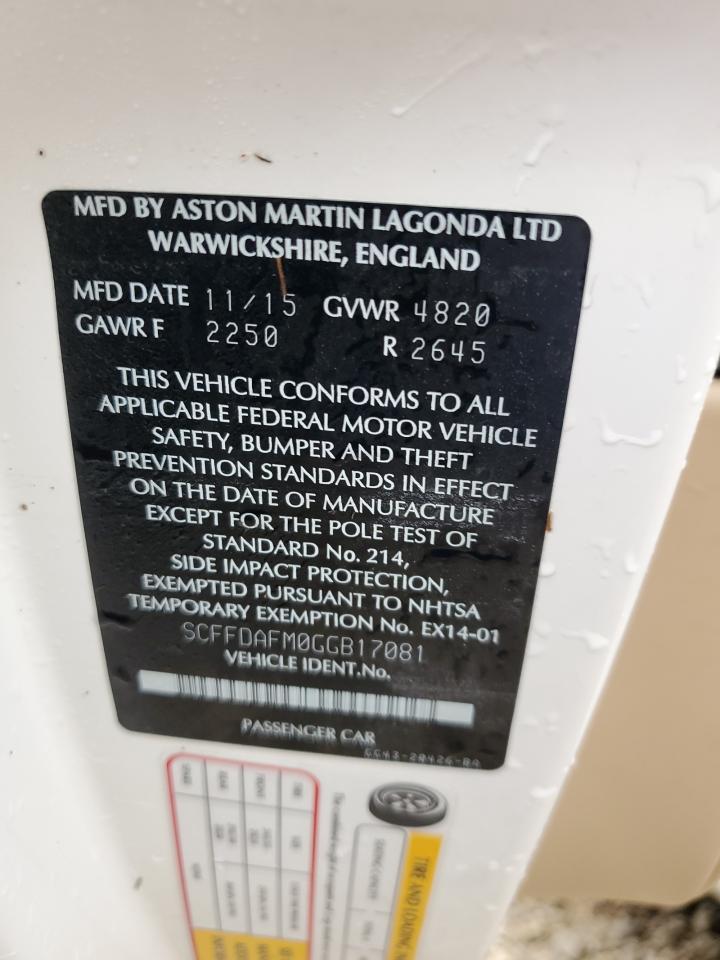 MFD BY ASTON MARTIN LAGONDA LTD
WARWICKSHIRE, ENGLAND
MFD DATE 11/15 GVWR 4820
GAWR F 2250 R 2645
THIS VEHICLE CONFORMS TO ALL
APPLICABLE FEDERAL MOTOR VEHICLE
SAFETY, BUMPER AND THEFT
PREVENTION STANDARDS IN EFFECT
ON THE DATE OF MANUFACTURE
EXCEPT FOR THE POLE TEST OF
STANDARD No. 214,
SIDE IMPACT PROTECTION,
EXEMPTED PURSUANT TO NHTSA
TEMPORARY EXEMPTION No. EX14-01
SCFFDAFM0GGB17081
VEHICLE IDENT.No.
PASSENGER CAR
TIRE AND LOADING